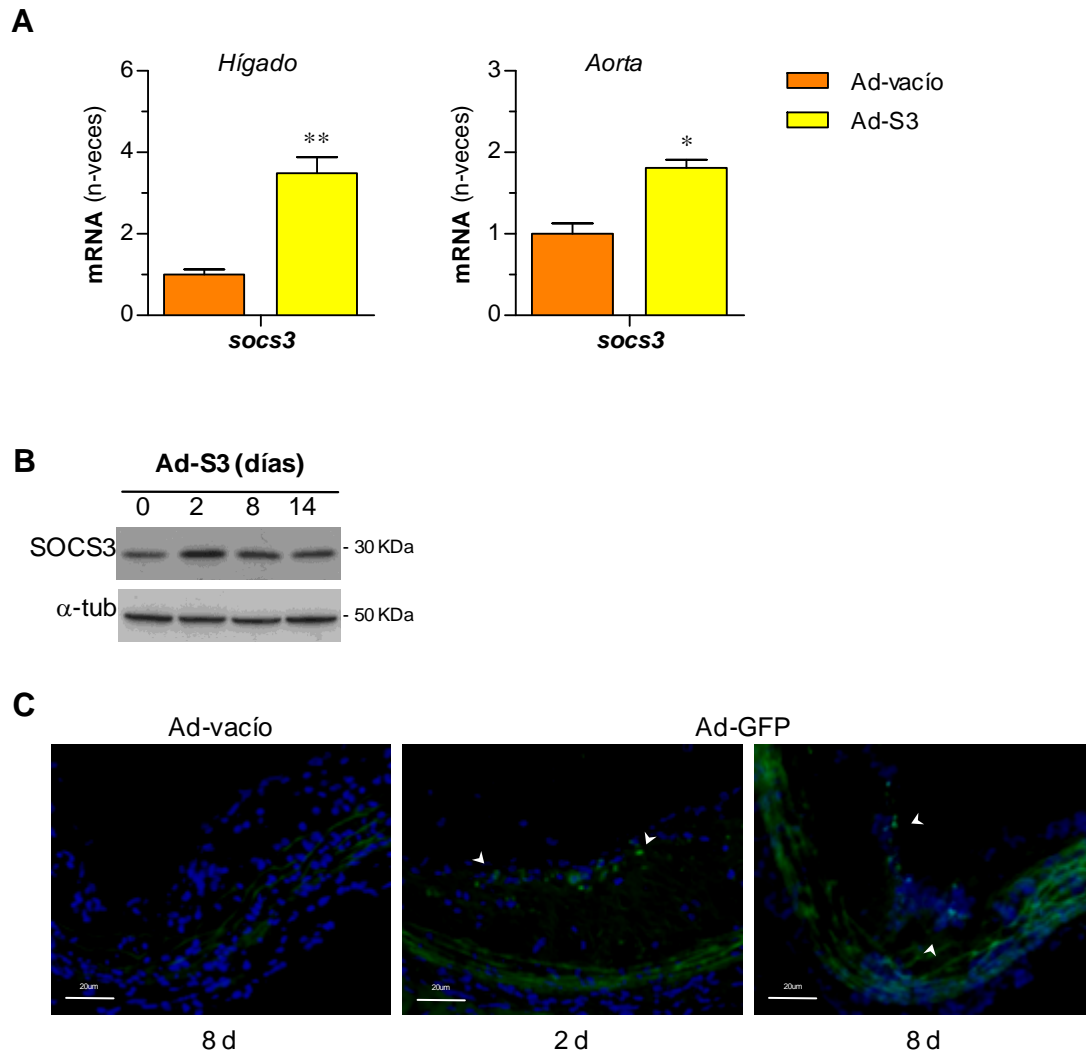 A
Hígado
Aorta
Ad-vacío
Ad-S3
mRNA (n-veces)
6
4
2
0
**
socs3
mRNA (n-veces)
3
2
1
0
*
socs3
B
Ad-S3 (días)
0 2 8 14
SOCS3
- 30 KDa
α-tub
- 50 KDa
C
Ad-vacío
Ad-GFP
20um
20um
20um
8 d
2 d
8 d